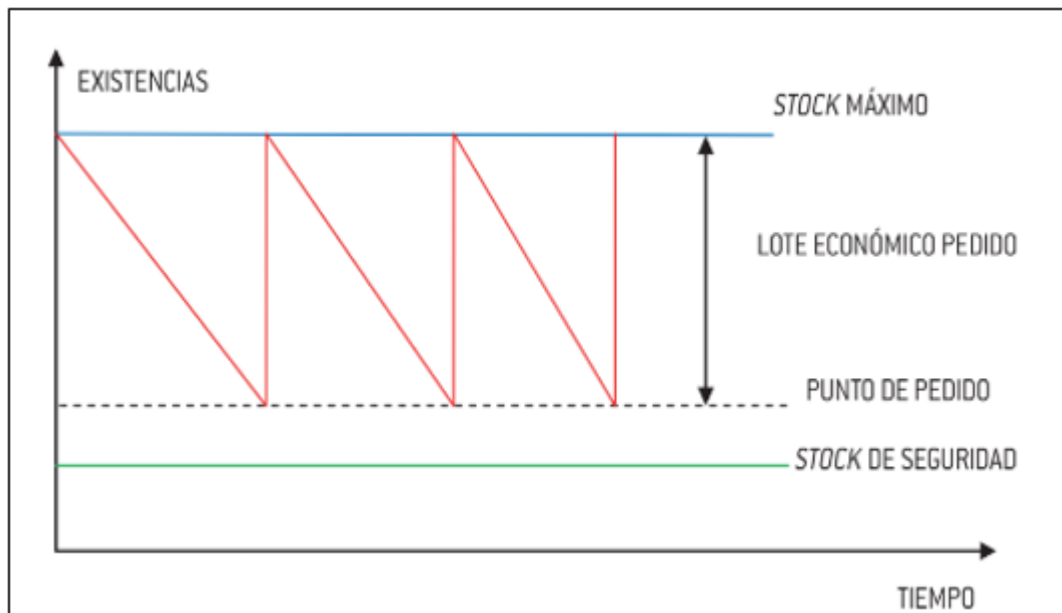 EXISTENCIAS
STOCK MÁXIMO
LOTE ECONÓMICO PEDIDO
PUNTO DE PEDIDO
STOCK DE SEGURIDAD
TIEMPO